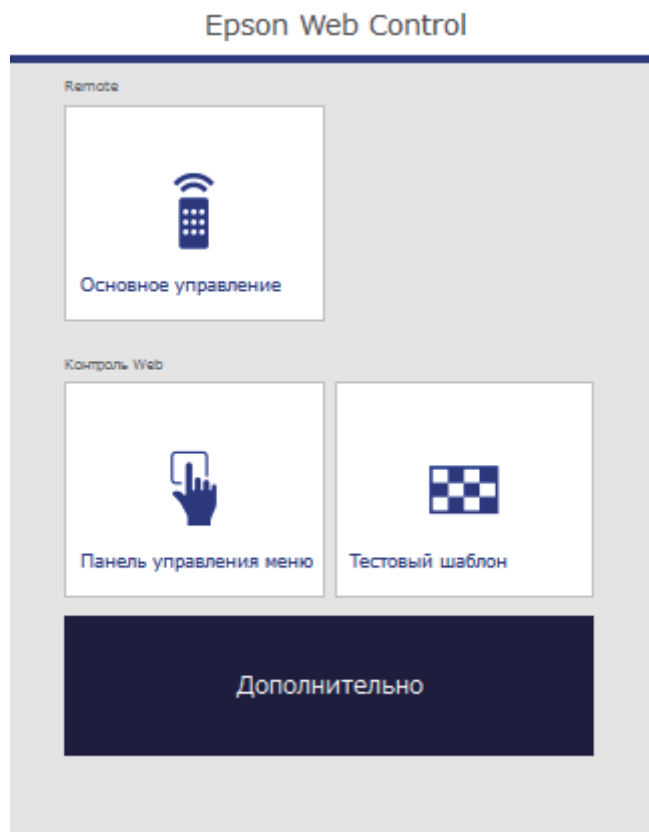 Epson Web Control
Remote
Основное управление
Контроль Web
Панель управления меню
Тестовый шаблон
Дополнительно